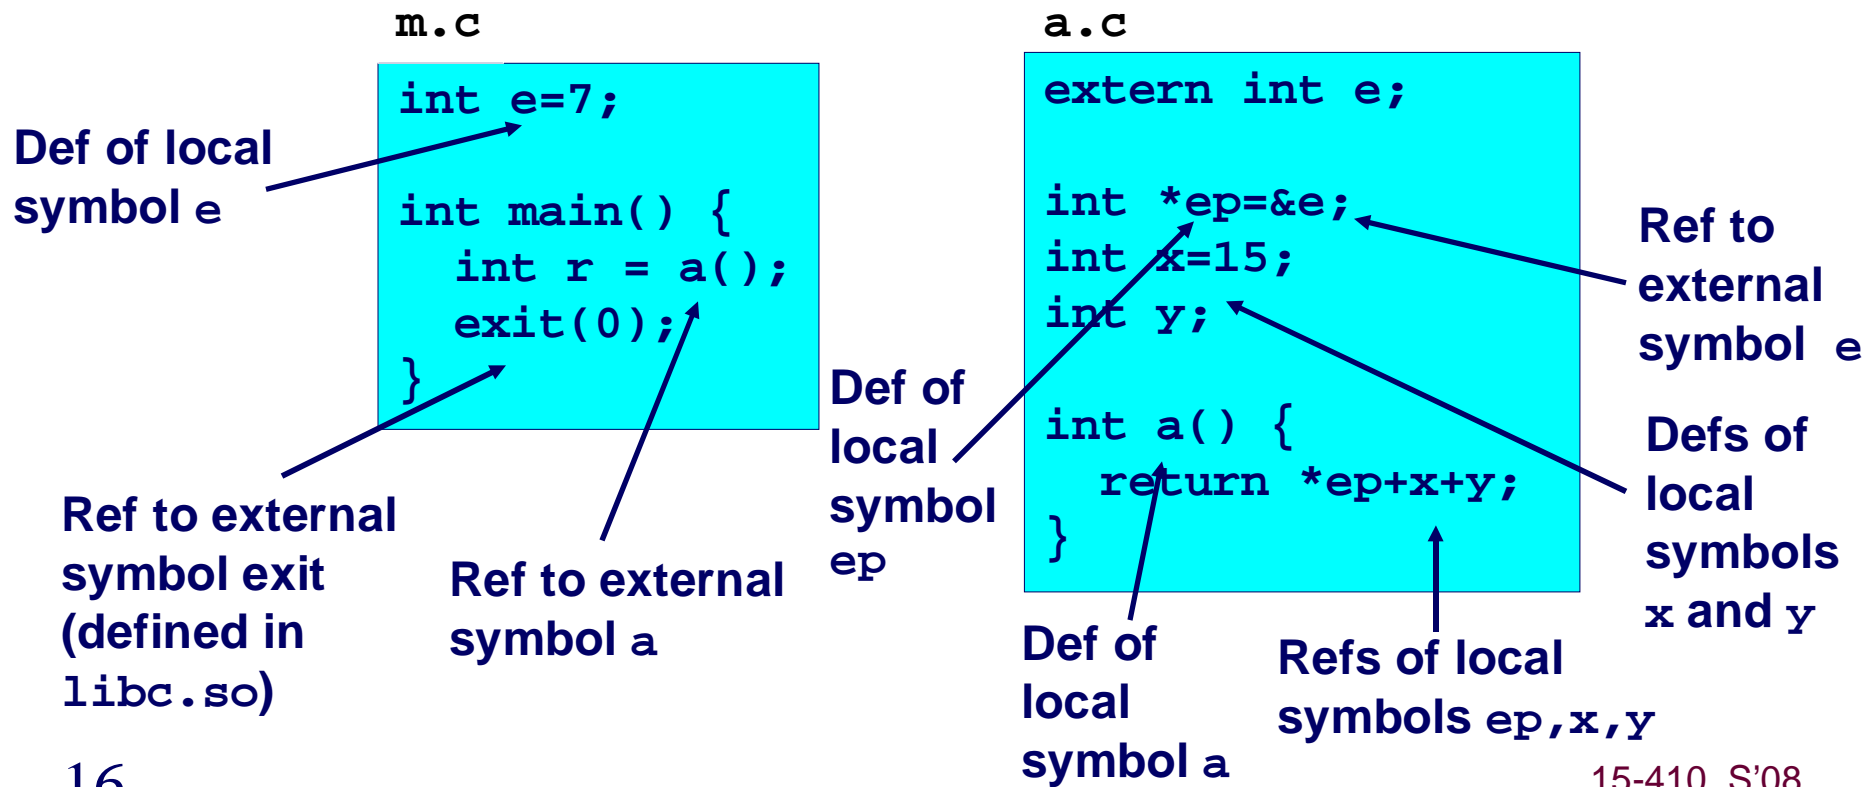 m.c
int e=7;
int main() {
int r = a();
exit(0);
}
Def of local
symbol e
Ref to external
symbol exit
(defined in
libc.so)
Ref to external
symbol a
a.c
extern int e;
int *ep=&e;
int x=15;
int y;
int a() {
return *ep+x+y;
}
Def of
local
symbol
ep
Ref to
external
symbol e
Defs of
local
symbols
x and y
Def of
local
symbol a
Refs of local
symbols ep,x,y
16
15-410, S'08